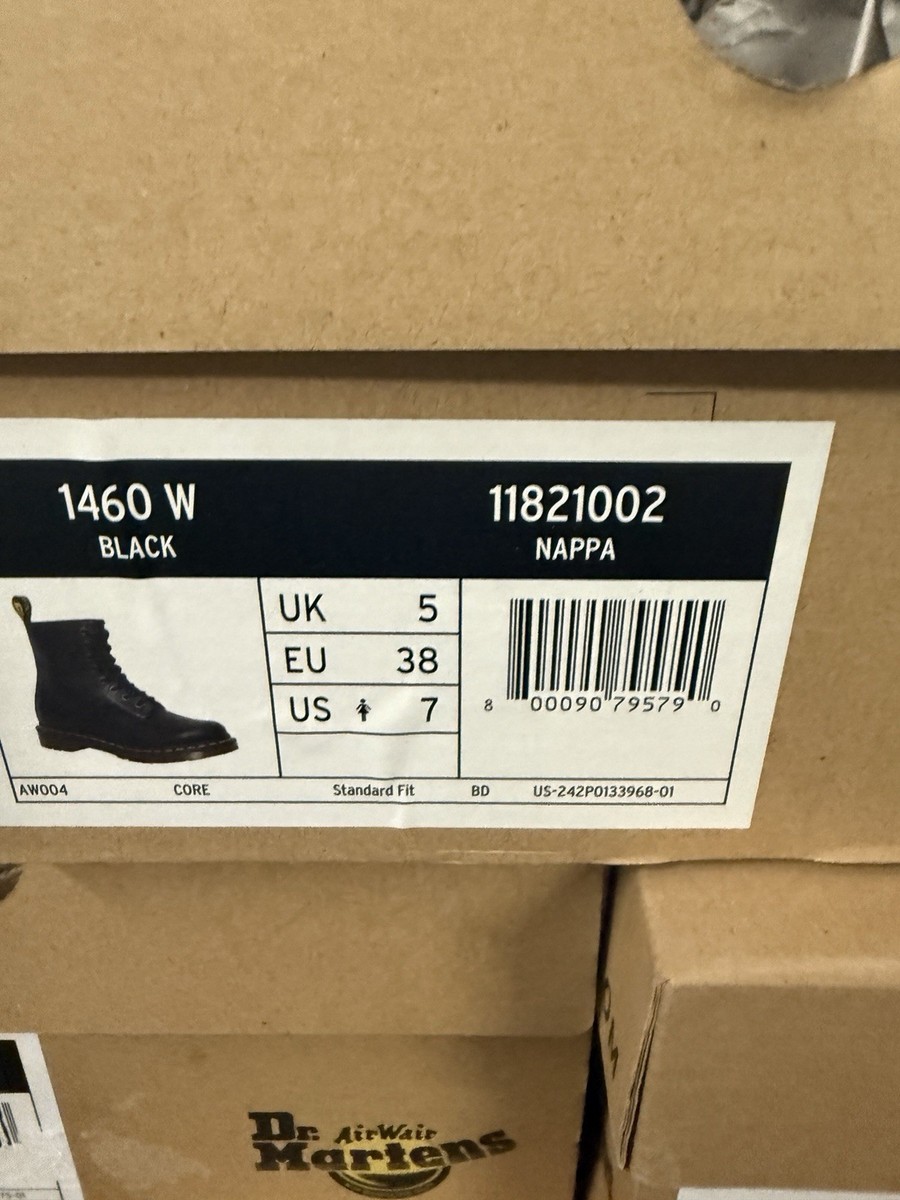 1460 W
BLACK
11821002
NAPPA
UK 5
EU 38
US 7
8 00090 79579 0
AW004 CORE Standard Fit BD US-242P0133968-01
Dr. AirWair
Martens